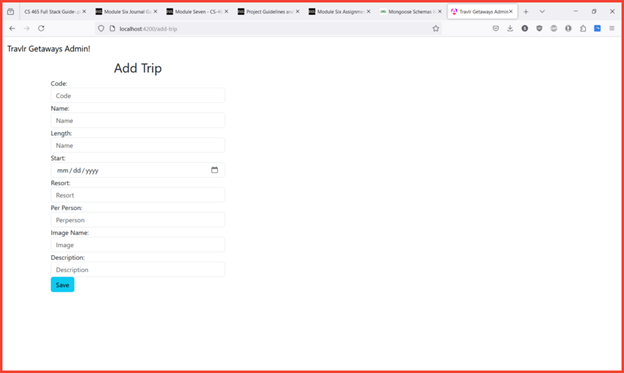 CS 465 Full Stack Guide
Module Six Journal G
Module Seven - CS-4
Project Guidelines an
Module Six Assignme
Mongoose Schemas
Travlr Getaways Admin
localhost:4200/add-trip
Travlr Getaways Admin!
Add Trip
Code:
Code
Name:
Name
Length:
Name
Start:
mm/dd/yyyy
Resort:
Resort
Per Person:
Perperson
Image Name:
Image
Description:
Description
Save